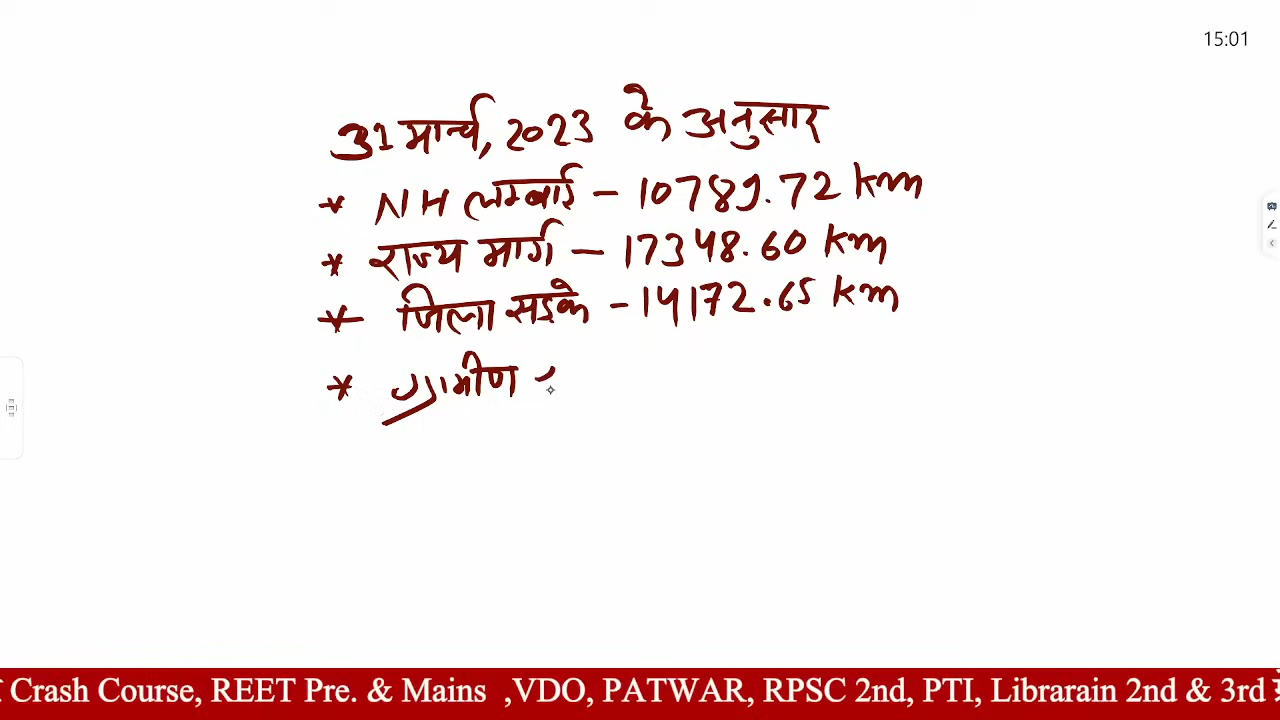 15:01
31 मार्च, 2023 के अनुसार
* NH लम्बाई - 10789.72 km
* राज्य मार्ग - 17348.60 km
* जिला सड़के - 14172.65 km
* ग्रामीण
Crash Course, REET Pre. & Mains ,VDO, PATWAR, RPSC 2nd, PTI, Librarain 2nd & 3rd